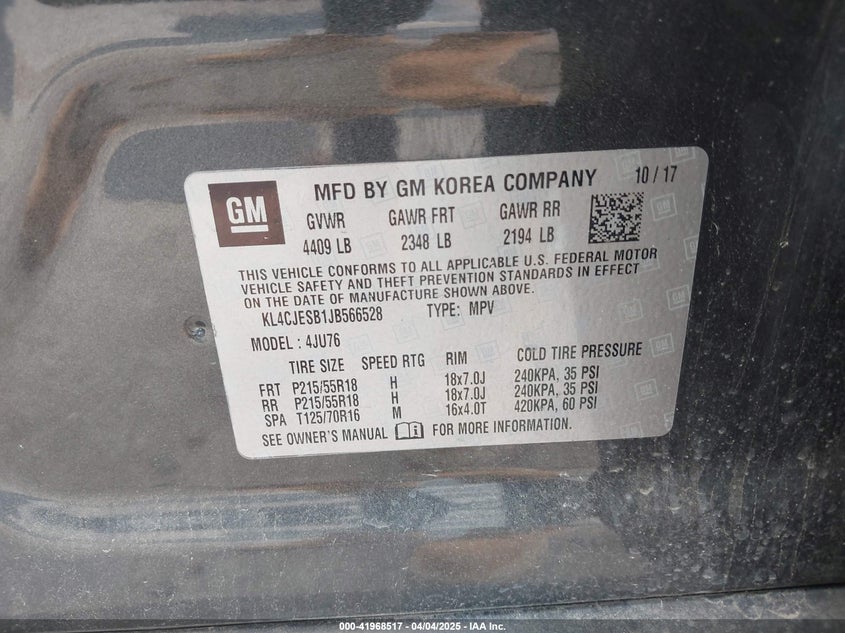 GM
MFD BY GM KOREA COMPANY 10 / 17
GVWR GAWR FRT GAWR RR
4409 LB 2348 LB 2194 LB
THIS VEHICLE CONFORMS TO ALL APPLICABLE U.S. FEDERAL MOTOR
VEHICLE SAFETY AND THEFT PREVENTION STANDARDS IN EFFECT
ON THE DATE OF MANUFACTURE SHOWN ABOVE.
KL4CJESB1JB566528 TYPE: MPV
MODEL : 4JU76
TIRE SIZE SPEED RTG RIM COLD TIRE PRESSURE
FRT P215/55R18 H 18x7.0J 240KPA, 35 PSI
RR P215/55R18 H 18x7.0J 240KPA, 35 PSI
SPA T125/70R16 M 16x4.0T 420KPA, 60 PSI
SEE OWNER'S MANUAL FOR MORE INFORMATION.
000-41968517 - 04/04/2025 - IAA Inc.